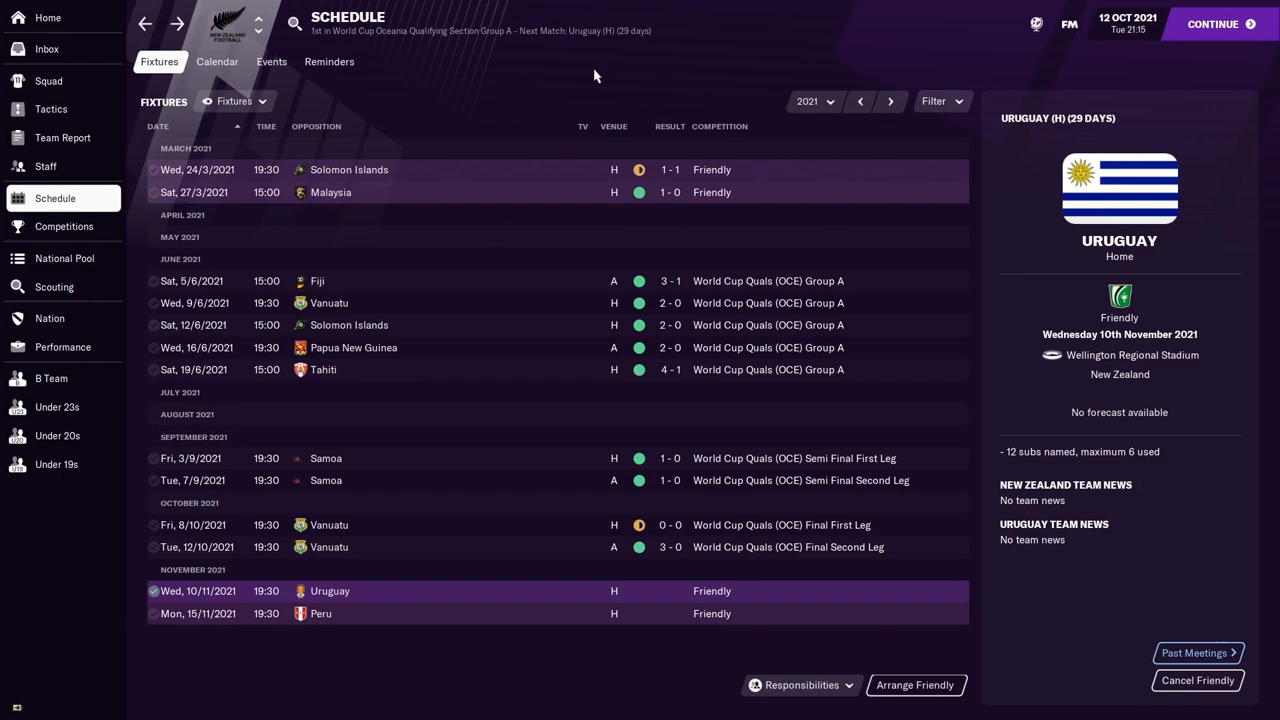 Home
Inbox
Squad
Tactics
Team Report
Staff
Schedule
Competitions
National Pool
Scouting
Nation
Performance
B Team
Under 23s
Under 20s
Under 19s
NEW ZEALAND
FOOTBALL
SCHEDULE
1st in World Cup Oceania Qualifying Section Group A - Next Match: Uruguay (H) (29 days)
FM
12 OCT 2021
Tue 21:15
CONTINUE
Fixtures Calendar Events Reminders
FIXTURES Fixtures 2021 Filter
DATE TIME OPPOSITION TV VENUE RESULT COMPETITION
MARCH 2021
Wed, 24/3/2021 19:30 Solomon Islands H 1 - 1 Friendly
Sat, 27/3/2021 15:00 Malaysia H 1 - 0 Friendly
APRIL 2021
MAY 2021
JUNE 2021
Sat, 5/6/2021 15:00 Fiji A 3 - 1 World Cup Quals (OCE) Group A
Wed, 9/6/2021 19:30 Vanuatu H 2 - 0 World Cup Quals (OCE) Group A
Sat, 12/6/2021 15:00 Solomon Islands H 2 - 0 World Cup Quals (OCE) Group A
Wed, 16/6/2021 19:30 Papua New Guinea A 2 - 0 World Cup Quals (OCE) Group A
Sat, 19/6/2021 15:00 Tahiti H 4 - 1 World Cup Quals (OCE) Group A
JULY 2021
AUGUST 2021
SEPTEMBER 2021
Fri, 3/9/2021 19:30 Samoa H 1 - 0 World Cup Quals (OCE) Semi Final First Leg
Tue, 7/9/2021 19:30 Samoa A 1 - 0 World Cup Quals (OCE) Semi Final Second Leg
OCTOBER 2021
Fri, 8/10/2021 19:30 Vanuatu H 0 - 0 World Cup Quals (OCE) Final First Leg
Tue, 12/10/2021 19:30 Vanuatu A 3 - 0 World Cup Quals (OCE) Final Second Leg
NOVEMBER 2021
Wed, 10/11/2021 19:30 Uruguay H Friendly
Mon, 15/11/2021 19:30 Peru H Friendly
Responsibilities Arrange Friendly
URUGUAY (H) (29 DAYS)
URUGUAY
Home
Friendly
Wednesday 10th November 2021
Wellington Regional Stadium
New Zealand
No forecast available
- 12 subs named, maximum 6 used
NEW ZEALAND TEAM NEWS
No team news
URUGUAY TEAM NEWS
No team news
Past Meetings
Cancel Friendly